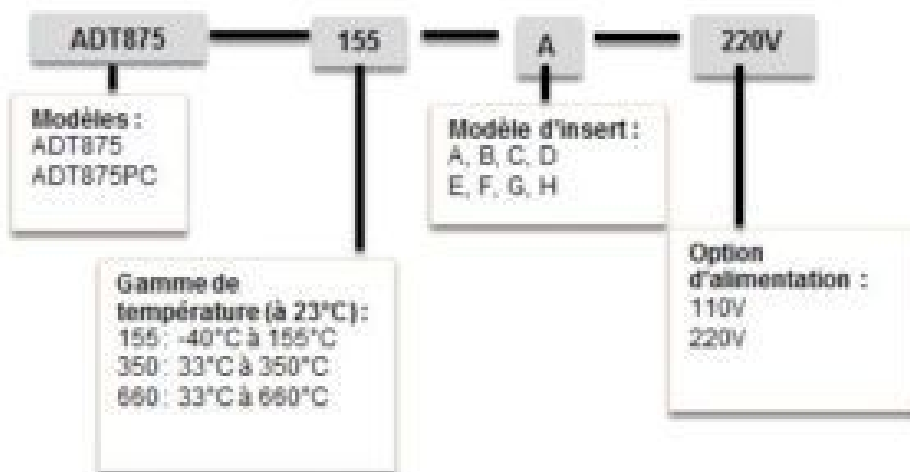 ADT875
155
A
220V
Modèles :
ADT875
ADT875PC
Modèle d'insert :
A, B, C, D
E, F, G, H
Gamme de
température (à 23°C) :
155 : -40°C à 155°C
350 : 33°C à 350°C
660 : 33°C à 660°C
Option
d'alimentation :
110V
220V